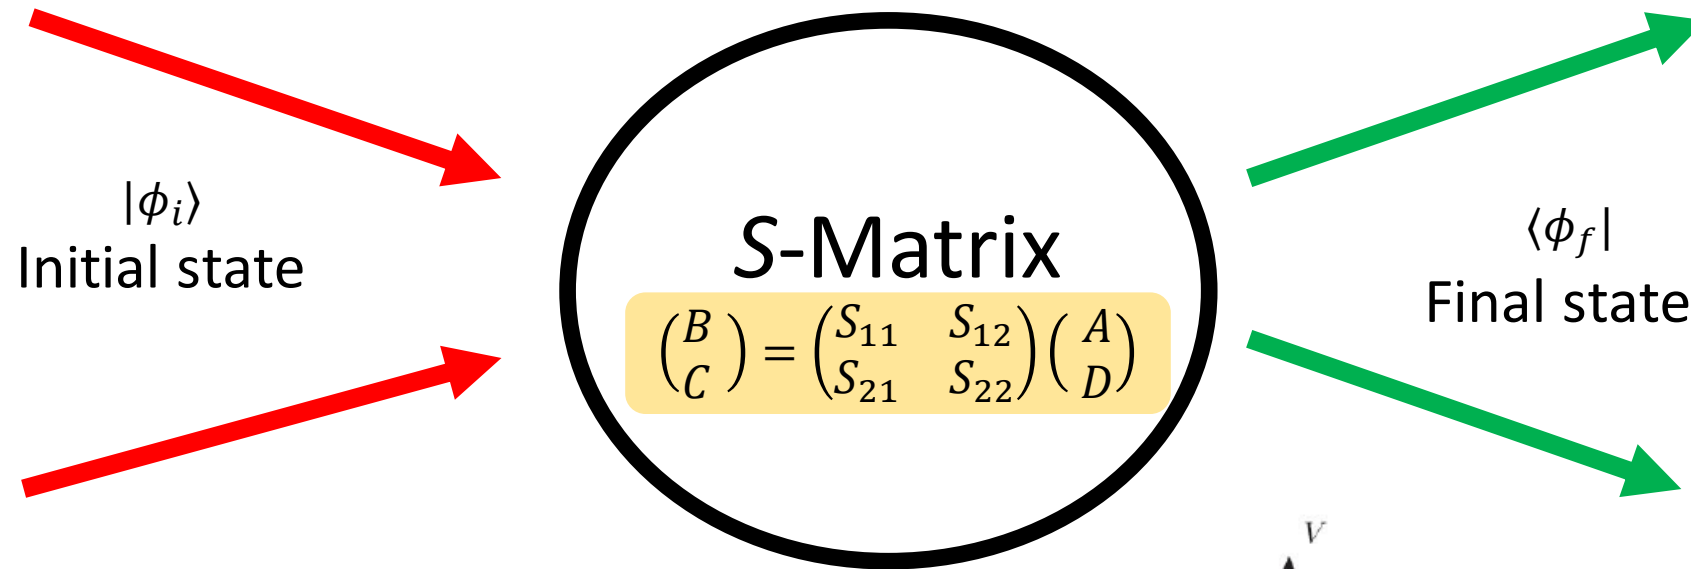 |ϕᵢ⟩
Initial state
S-Matrix
(B C) = (S₁₁ S₁₂ S₂₁ S₂₂)(A D)
⟨ϕ_f|
Final state
V